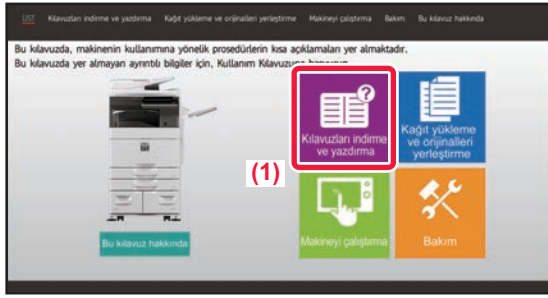 ÜST Kılavuzları indirme ve yazdırma Kağıt yükleme ve orijinalleri yerleştirme Makineyi çalıştırma Bakım Bu kılavuz hakkında
Bu kılavuzda, makinenin kullanımına yönelik prosedürlerin kısa açıklamaları yer almaktadır.
Bu kılavuzda yer almayan ayrıntılı bilgiler için, Kullanım Kılavuzuna başvurun.
?
Kılavuzları indirme
ve yazdırma
Kağıt yükleme
ve orijinalleri
yerleştirme
(1)
Makineyi çalıştırma
Bakım
Bu kılavuz hakkında